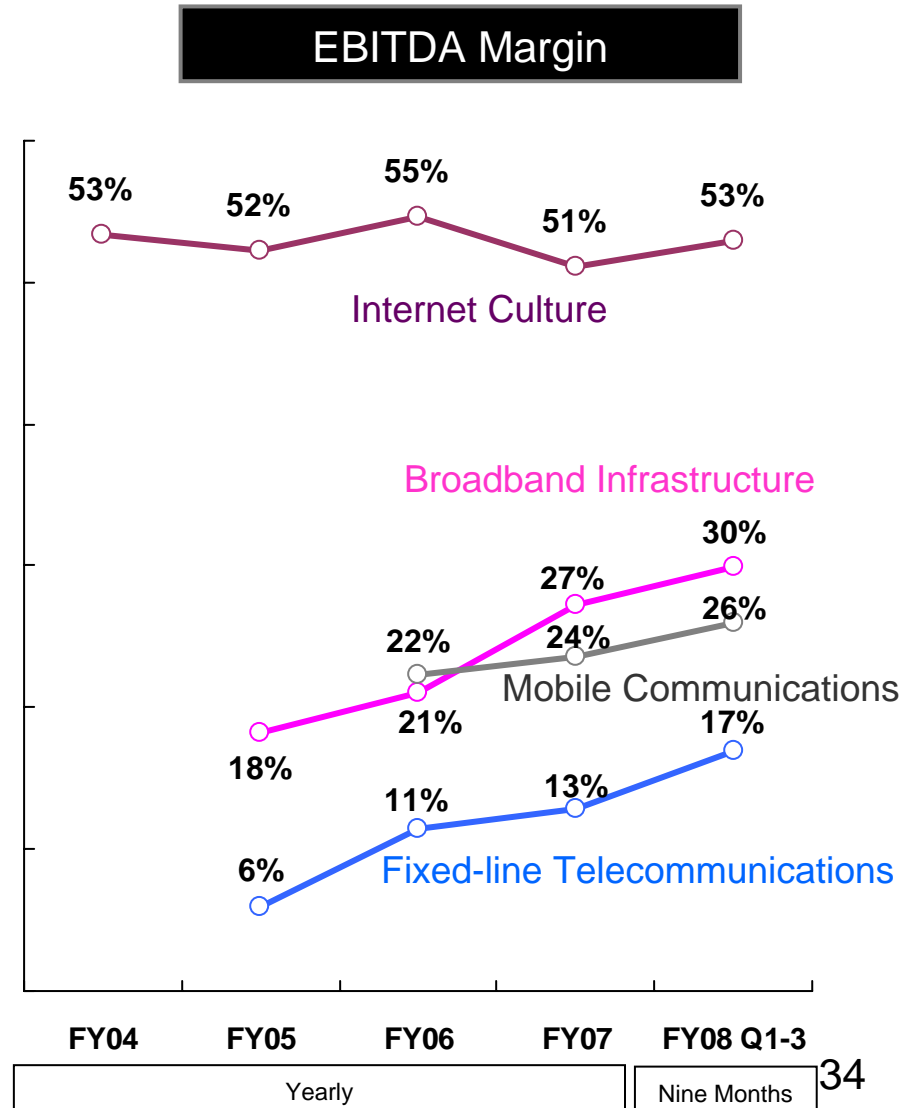 EBITDA Margin
53%
52%
55%
51%
53%
Internet Culture
Broadband Infrastructure
30%
27%
26%
22%
24%
Mobile Communications
21%
18%
17%
13%
11%
6%
Fixed-line Telecommunications
FY04 FY05 FY06 FY07 FY08 Q1-3
Yearly Nine Months
34